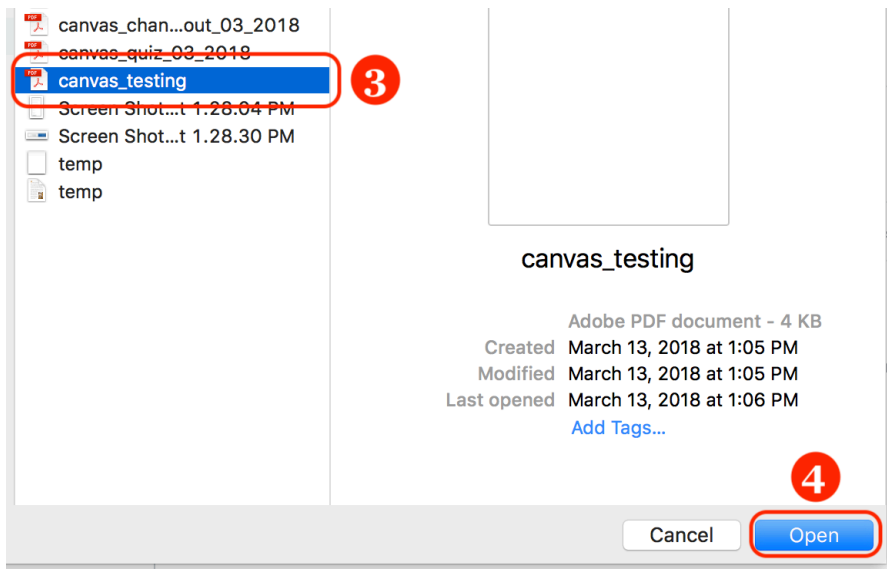 canvas_chan...out_03_2018
canvas_quiz_03_2018
canvas_testing
3
Screen Shot...t 1.28.04 PM
Screen Shot...t 1.28.30 PM
temp
temp
canvas_testing
Adobe PDF document - 4 KB
Created March 13, 2018 at 1:05 PM
Modified March 13, 2018 at 1:05 PM
Last opened March 13, 2018 at 1:06 PM
Add Tags...
4
Cancel Open